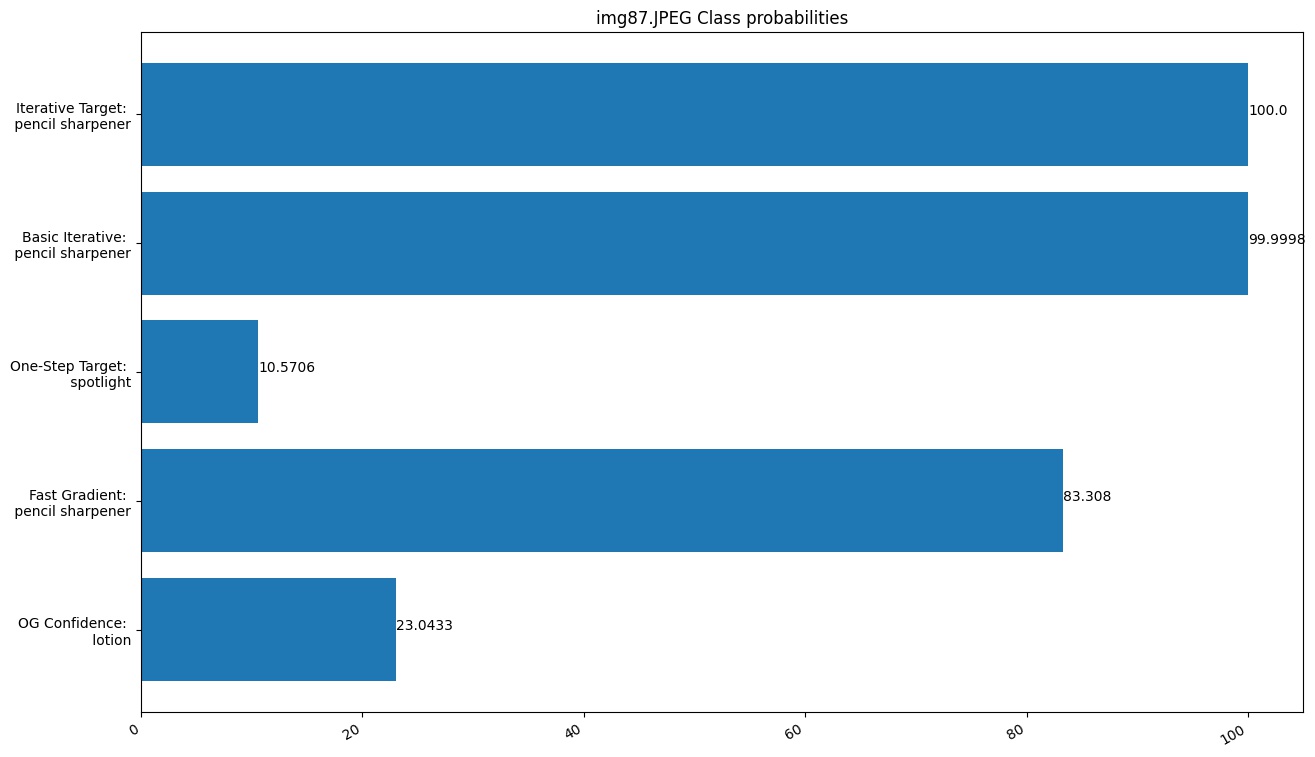 img87.JPEG Class probabilities
Iterative Target:
pencil sharpener
100.0
Basic Iterative:
pencil sharpener
99.9998
One-Step Target:
spotlight
10.5706
Fast Gradient:
pencil sharpener
83.308
OG Confidence:
lotion
23.0433
0
20
40
60
80
100